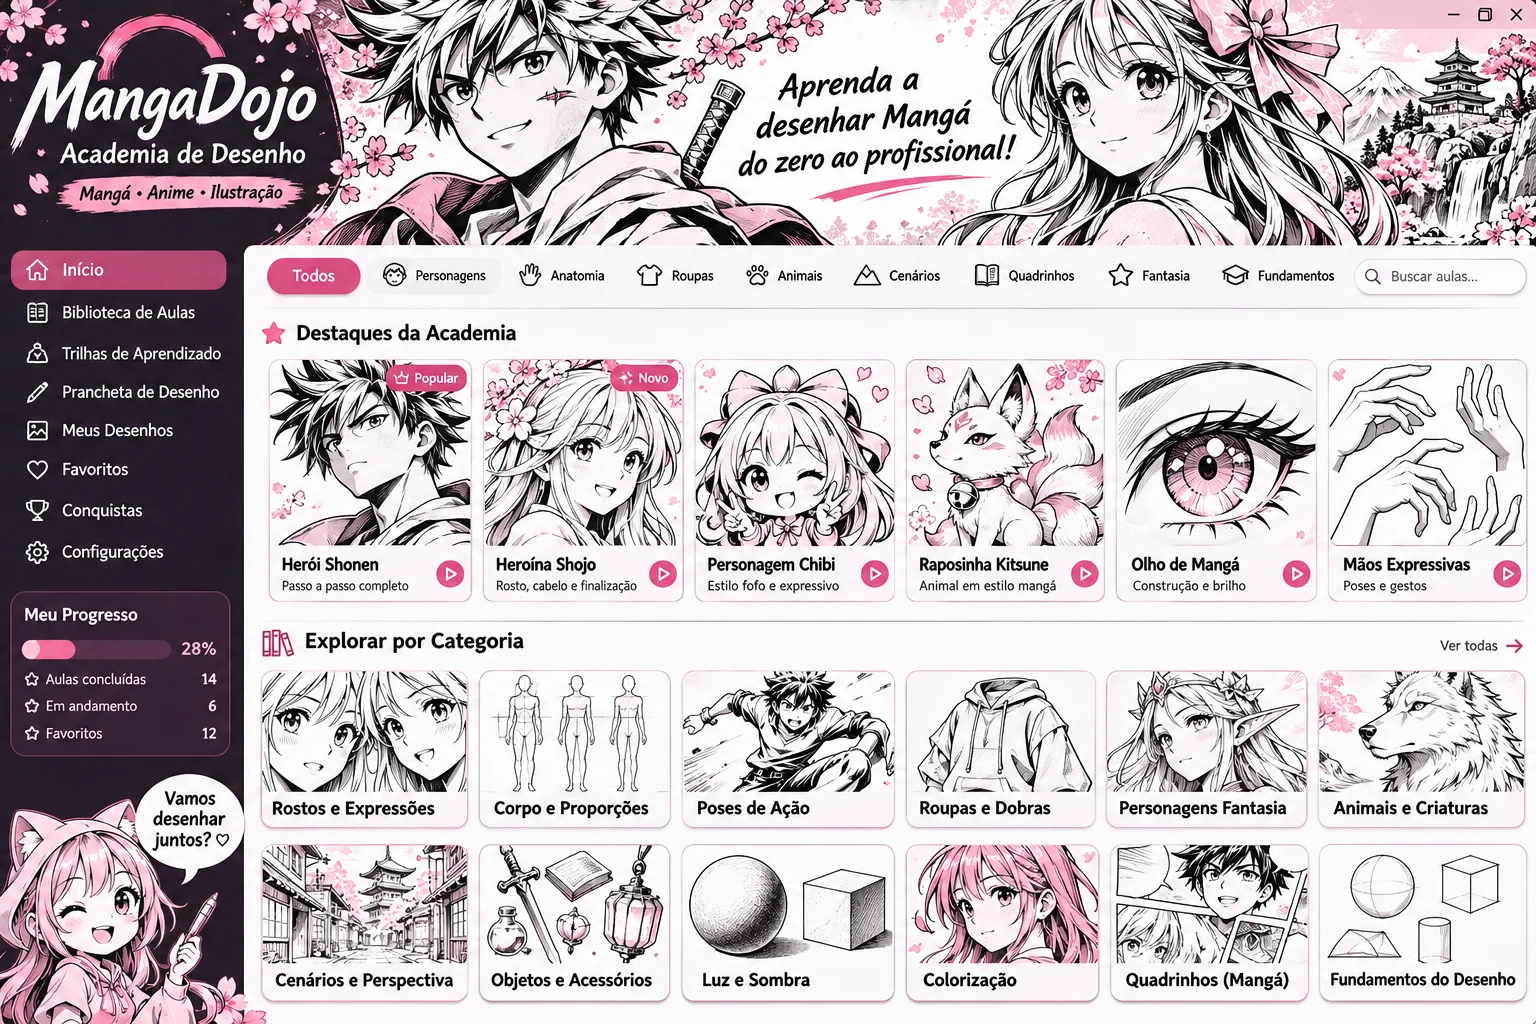 MangaDojo
Academia de Desenho
Mangá • Anime • Ilustração
Aprenda a
desenhar Mangá
do zero ao profissional!
Início
Biblioteca de Aulas
Trilhas de Aprendizado
Prancheta de Desenho
Meus Desenhos
Favoritos
Conquistas
Configurações
Meu Progresso
28%
Aulas concluídas 14
Em andamento 6
Favoritos 12
Vamos
desenhar
juntos? ♡
Todos
Personagens
Anatomia
Roupas
Animais
Cenários
Quadrinhos
Fantasia
Fundamentos
Buscar aulas...
Destaques da Academia
Popular
Herói Shonen
Passo a passo completo
Novo
Heroína Shojo
Rosto, cabelo e finalização
Personagem Chibi
Estilo fofo e expressivo
Raposinha Kitsune
Animal em estilo mangá
Olho de Mangá
Construção e brilho
Mãos Expressivas
Poses e gestos
Explorar por Categoria
Ver todas
Rostos e Expressões
Corpo e Proporções
Poses de Ação
Roupas e Dobras
Personagens Fantasia
Animais e Criaturas
Cenários e Perspectiva
Objetos e Acessórios
Luz e Sombra
Colorização
Quadrinhos (Mangá)
Fundamentos do Desenho